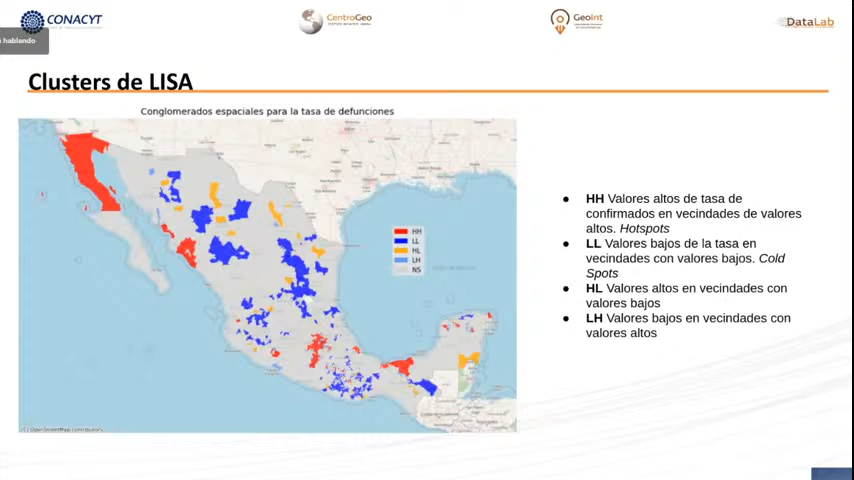 CONACYT
CentroGeo
GeoInt
DataLab
hablando
Clusters de LISA
Conglomerados espaciales para la tasa de defunciones
HH
LL
HL
LH
NS
● HH Valores altos de tasa de
confirmados en vecindades de valores
altos. Hotspots
● LL Valores bajos de la tasa en
vecindades con valores bajos. Cold
Spots
● HL Valores altos en vecindades con
valores bajos
● LH Valores bajos en vecindades con
valores altos
(C) OpenStreetMap contributors